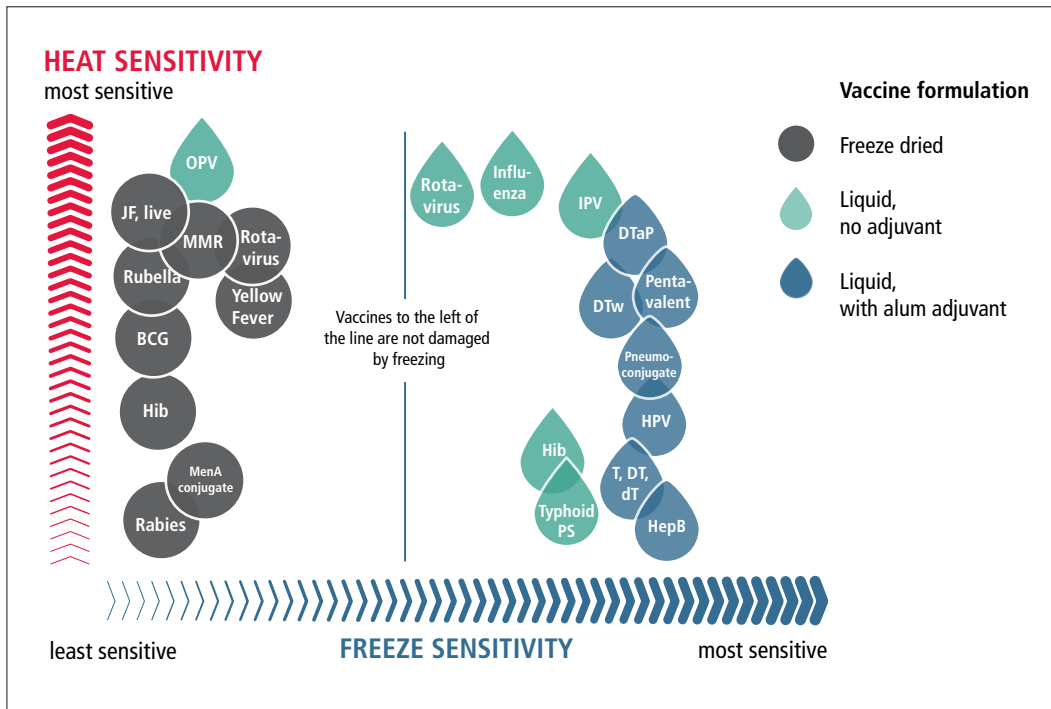 HEAT SENSITIVITY
most sensitive
Vaccine formulation
Freeze dried
Liquid,
no adjuvant
Liquid,
with alum adjuvant
OPV
JF, live
MMR
Rota-
virus
Rubella
Yellow
Fever
BCG
Hib
MenA
conjugate
Rabies
Vaccines to the left of
the line are not damaged
by freezing
Rota-
virus
Influ-
enza
IPV
DTaP
Penta-
valent
DTw
Pneumo-
conjugate
HPV
Hib
T, DT,
dT
Typhoid
PS
HepB
least sensitive
FREEZE SENSITIVITY
most sensitive